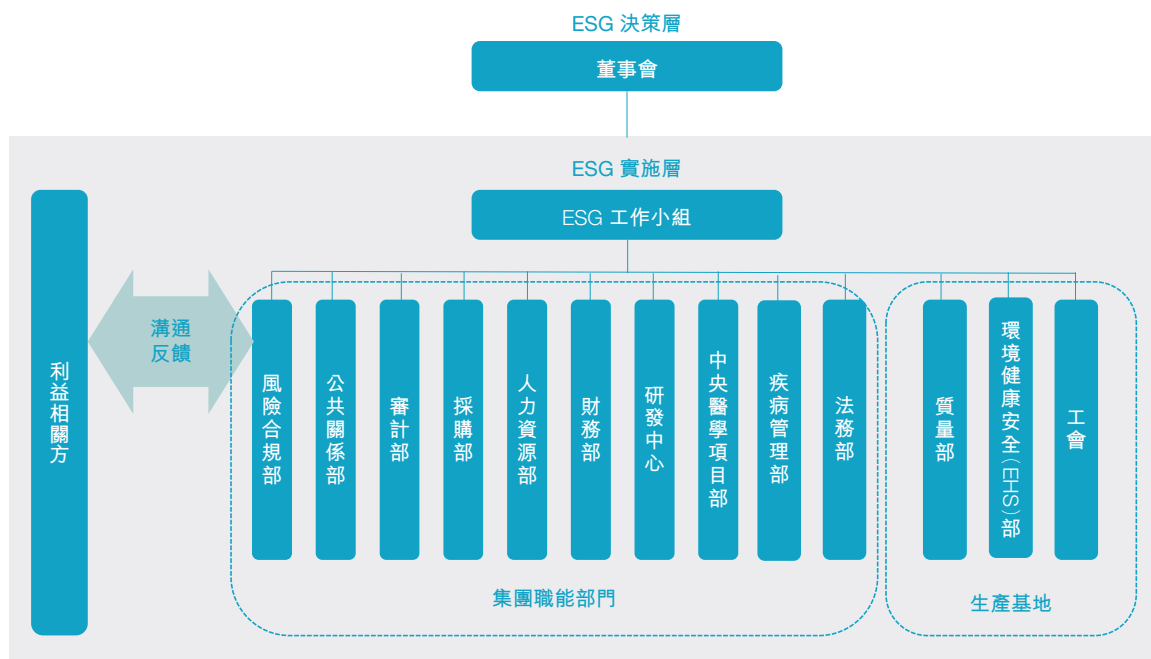 ESG 決策層
董事會
ESG 實施層
ESG 工作小組
利益相關方
溝通
反饋
風險合規部
公共關係部
審計部
採購部
人力資源部
財務部
研發中心
中央醫學項目部
疾病管理部
法務部
質量部
環境健康安全(EHS)部
工會
集團職能部門
生產基地